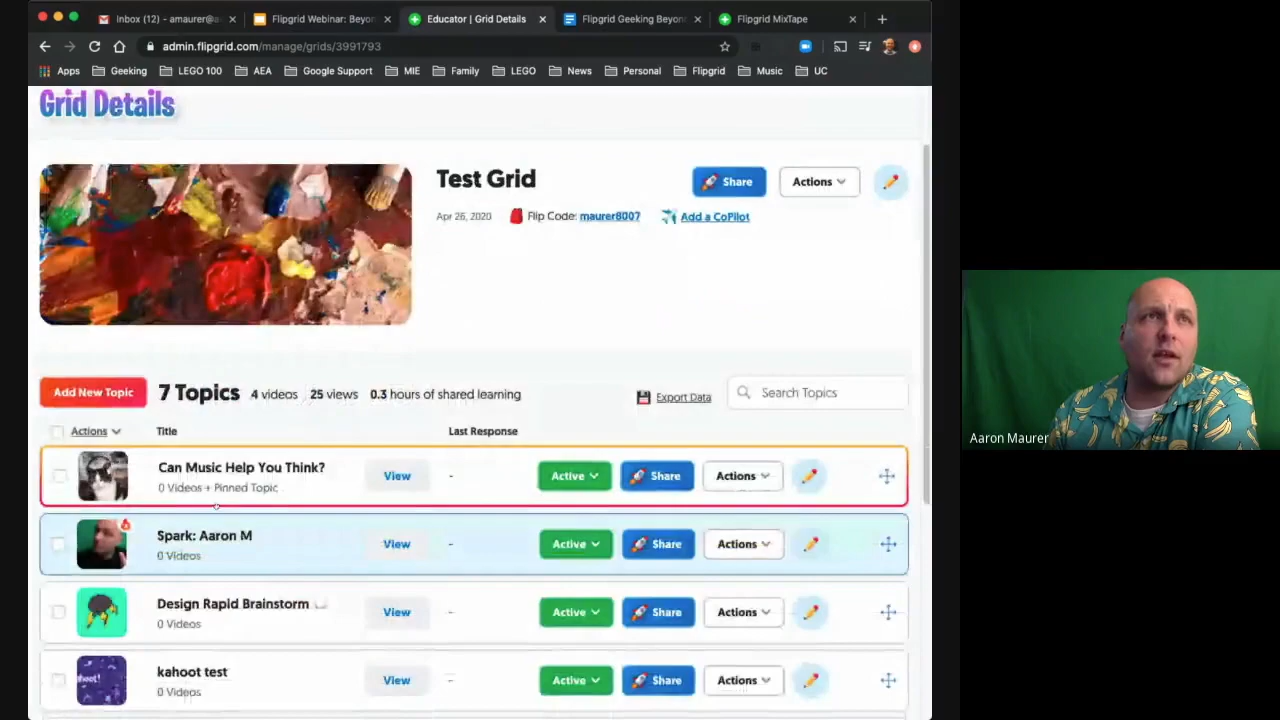 Inbox (12) - amaurer@a
Flipgrid Webinar: Beyon
Educator | Grid Details
Flipgrid Geeking Beyon
Flipgrid MixTape
admin.flipgrid.com/manage/grids/3991793
Apps Geeking LEGO 100 AEA Google Support MIE Family LEGO News Personal Flipgrid Music UC
Grid Details
Test Grid
Share
Actions
Apr 26, 2020 Flip Code: maurer8007 Add a CoPilot
Add New Topic
7 Topics 4 videos 25 views 0.3 hours of shared learning
Export Data
Search Topics
Actions Title Last Response
Can Music Help You Think?
0 Videos + Pinned Topic
View - Active Share Actions
Spark: Aaron M
0 Videos
View - Active Share Actions
Design Rapid Brainstorm
0 Videos
View - Active Share Actions
kahoot test
0 Videos
View - Active Share Actions
Aaron Maurer